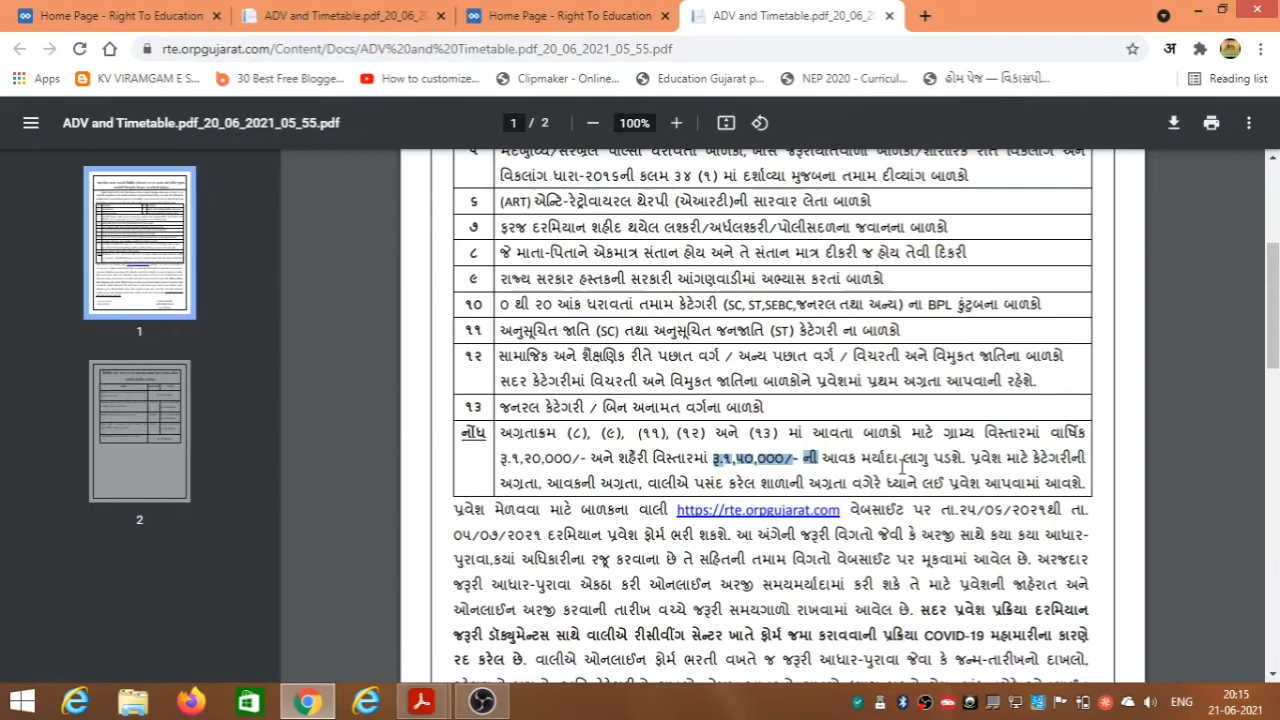 Home Page - Right To Education
ADV and Timetable.pdf_20_06_2
Home Page - Right To Education
ADV and Timetable.pdf_20_06_2
rte.orpgujarat.com/Content/Docs/ADV%20and%20Timetable.pdf_20_06_2021_05_55.pdf
Apps
KV VIRAMGAM E S...
30 Best Free Blogge...
How to customize...
Clipmaker - Online...
Education Gujarat p...
NEP 2020 - Curricul...
હોમ પેજ — વિકાસપી...
Reading list
ADV and Timetable.pdf_20_06_2021_05_55.pdf
1 / 2
100%
૫ મંદબુધ્ધિ/સેરેબ્રલ પાલ્સી ધરાવતા બાળકો, ખાસ જરૂરિયાતવાળા બાળકો/શારીરિક રીતે વિકલાંગ અને
વિકલાંગ ધારા-૨૦૧૬ની કલમ ૩૪ (૧) માં દર્શાવ્યા મુજબના તમામ દીવ્યાંગ બાળકો
૬ (ART) એન્ટિ-રેટ્રોવાયરલ થેરપી (એઆરટી)ની સારવાર લેતા બાળકો
૭ ફરજ દરમિયાન શહીદ થયેલ લશ્કરી/અર્ધલશ્કરી/પોલીસદળના જવાનના બાળકો
૮ જે માતા-પિતાને એકમાત્ર સંતાન હોય અને તે સંતાન માત્ર દીકરી જ હોય તેવી દિકરી
૯ રાજ્ય સરકાર હસ્તકની સરકારી આંગણવાડીમાં અભ્યાસ કરતાં બાળકો
૧૦ ૦ થી ૨૦ આંક ધરાવતાં તમામ કેટેગરી (SC, ST,SEBC,જનરલ તથા અન્ય) ના BPL કુંટુબના બાળકો
૧૧ અનુસૂચિત જાતિ (SC) તથા અનુસૂચિત જનજાતિ (ST) કેટેગરી ના બાળકો
૧૨ સામાજિક અને શૈક્ષણિક રીતે પછાત વર્ગ / અન્ય પછાત વર્ગ / વિચરતી અને વિમુકત જાતિના બાળકો
સદર કેટેગરીમાં વિચરતી અને વિમુકત જાતિના બાળકોને પ્રવેશમાં પ્રથમ અગ્રતા આપવાની રહેશે.
૧૩ જનરલ કેટેગરી / બિન અનામત વર્ગના બાળકો
નોંધ અગ્રતાક્રમ (૮), (૯), (૧૧), (૧૨) અને (૧૩) માં આવતા બાળકો માટે ગ્રામ્ય વિસ્તારમાં વાર્ષિક
રૂ.૧,૨૦,૦૦૦/- અને શહૈરી વિસ્તારમાં રૂ.૧,૫૦,૦૦૦/- ની આવક મર્યાદા લાગુ પડશે. પ્રવેશ માટે કેટેગરીની
અગ્રતા, આવકની અગ્રતા, વાલીએ પસંદ કરેલ શાળાની અગ્રતા વગેરે ધ્યાને લઈ પ્રવેશ આપવામાં આવશે.
પ્રવેશ મેળવવા માટે બાળકના વાલી https://rte.orpgujarat.com વેબસાઈટ પર તા.૨૫/૦૬/૨૦૨૧થી તા.
૦૫/૦૭/૨૦૨૧ દરમિયાન પ્રવેશ ફોર્મ ભરી શકશે. આ અંગેની જરૂરી વિગતો જેવી કે અરજી સાથે કયા કયા આધાર-
પુરાવા,કયાં અધિકારીના રજૂ કરવાના છે તે સહિતની તમામ વિગતો વેબસાઈટ પર મૂકવામાં આવેલ છે. અરજદાર
જરૂરી આધાર-પુરાવા એકઠા કરી ઓનલાઈન અરજી સમયમર્યાદામાં કરી શકે તે માટે પ્રવેશની જાહેરાત અને
ઓનલાઈન અરજી કરવાની તારીખ વચ્ચે જરૂરી સમયગાળો રાખવામાં આવેલ છે. સદર પ્રવેશ પ્રક્રિયા દરમિયાન
જરૂરી ડૉક્યુમેન્ટસ સાથે વાલીએ રીસીવીંગ સેન્ટર ખાતે ફોર્મ જમા કરાવવાની પ્રક્રિયા COVID-19 મહામારીના કારણે
રદ કરેલ છે. વાલીએ ઓનલાઈન ફોર્મ ભરતી વખતે જ જરૂરી આધાર-પુરાવા જેવા કે જન્મ-તારીખનો દાખલો,
1
2
ENG
20:15
21-06-2021